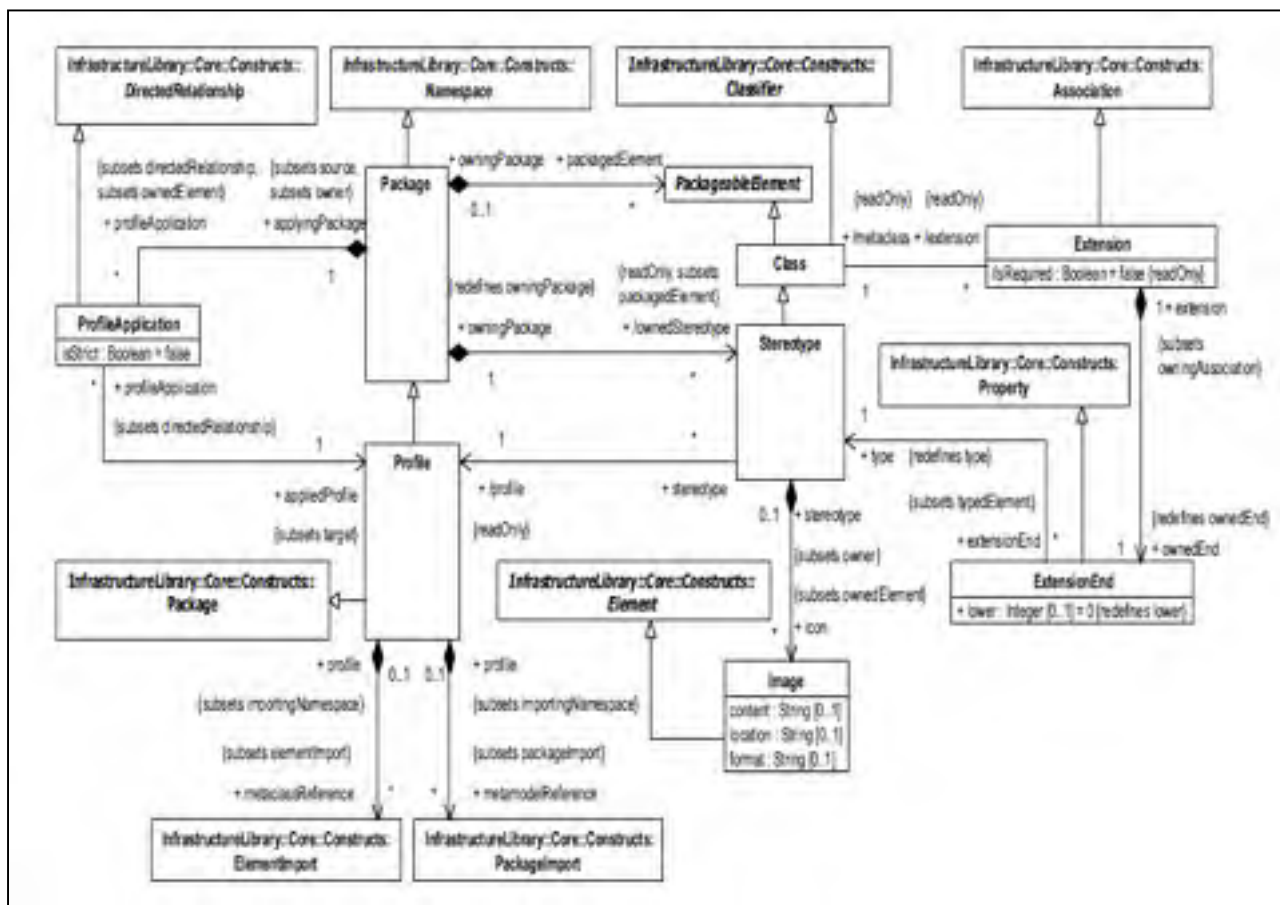 InfrastructureLibrary::Core::Constructs::
DirectedRelationship
InfrastructureLibrary::Core::Constructs::
Namespace
InfrastructureLibrary::Core::Constructs::
Classifier
InfrastructureLibrary::Core::Constructs::
Association
{subsets directedRelationship,
subsets ownedElement}
+ profileApplication
{subsets source,
subsets owner}
+ applyingPackage
*
1
Package
+ owningPackage
+ packagedElement
0..1
*
PackageableElement
{readOnly}
{readOnly}
+ /metaclass
+ /extension
Class
1
*
Extension
/isRequired : Boolean = false {readOnly}
ProfileApplication
isStrict : Boolean = false
{redefines owningPackage}
+ owningPackage
{readOnly, subsets
packagedElement}
+ /ownedStereotype
1
*
Stereotype
1
+ extension
{subsets
owningAssociation}
InfrastructureLibrary::Core::Constructs::
Property
*
+ profileApplication
{subsets directedRelationship}
1
Profile
1
*
+ /profile
+ stereotype
{readOnly}
+ appliedProfile
{subsets target}
1
+ type
{redefines type}
{subsets typedElement}
+ extensionEnd
*
{redefines ownedEnd}
1
+ ownedEnd
ExtensionEnd
+ lower : Integer [0..1] = 0 {redefines lower}
0..1
+ stereotype
{subsets owner}
{subsets ownedElement}
*
+ icon
InfrastructureLibrary::Core::Constructs::
Package
InfrastructureLibrary::Core::Constructs::
Element
Image
content : String [0..1]
location : String [0..1]
format : String [0..1]
+ profile
0..1
0..1
+ profile
{subsets importingNamespace}
{subsets importingNamespace}
{subsets elementImport}
{subsets packageImport}
+ metaclassReference
*
*
+ metamodelReference
InfrastructureLibrary::Core::Constructs:
ElementImport
InfrastructureLibrary::Core::Constructs:
PackageImport